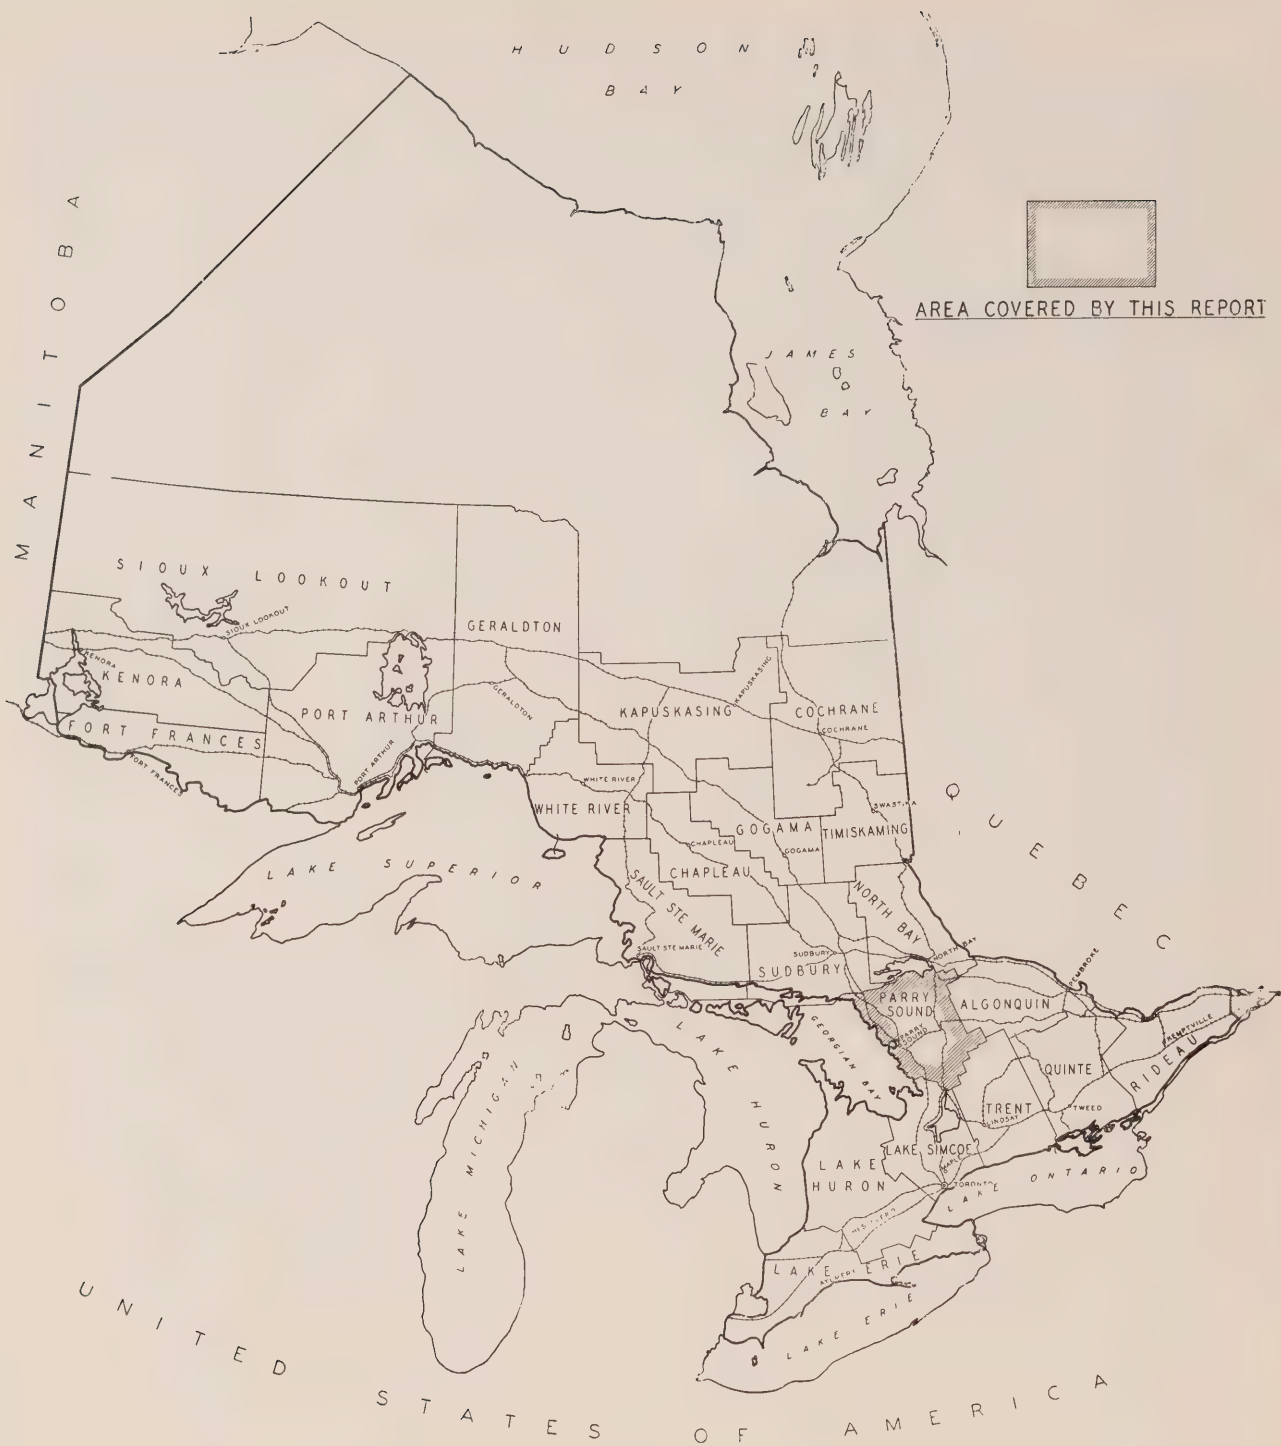 HUDSON
BAY
MANITOBA
AREA COVERED BY THIS REPORT
JAMES
BAY
SIOUX LOOKOUT
SIOUX LOOKOUT
GERALDTON
KENORA
KENORA
PORT ARTHUR
GERALDTON
KAPUSKASING
KAPUSKASING
COCHRANE
COCHRANE
FORT FRANCES
FORT FRANCES
PORT ARTHUR
WHITE RIVER
WHITE RIVER
SWASTIKA
GOGAMA
TIMISKAMING
CHAPLEAU
GOGAMA
CHAPLEAU
QUEBEC
LAKE SUPERIOR
SAULT STE MARIE
NORTH BAY
SAULT STE MARIE
SUDBURY
NORTH BAY
SUDBURY
PEMBROKE
PARRY
SOUND
ALGONQUIN
PARRY
SOUND
GEORGIAN BAY
KEMPTVILLE
RIDEAU
QUINTE
LAKE
HURON
LAKE MICHIGAN
TRENT
LINDSAY
TWEED
LAKE SIMCOE
MAPLE
LAKE
HURON
TORONTO
LAKE ONTARIO
HESPELER
LAKE ERIE
AYLMER
LAKE ERIE
UNITED STATES OF AMERICA